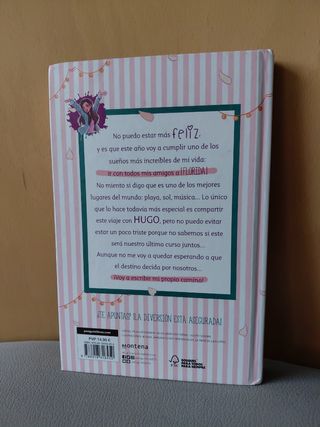 No puedo estar más feliz,
y es que este año voy a cumplir uno de los
sueños más increíbles de mi vida:
ir con todos mis amigos a ¡FLORIDA!
No miento si digo que es uno de los mejores
lugares del mundo: playa, sol, música... Lo único
que lo hace todavía más especial es compartir
este viaje con HUGO, pero no puedo evitar
estar un poco triste porque no sabemos si este
será nuestro último curso juntos...
Aunque no me voy a quedar esperando a que
el destino decida por nosotros...
¡Voy a escribir mi propio camino!
¿TE APUNTAS? ¡LA DIVERSIÓN ESTÁ ASEGURADA!
PVP 14,95 €
montena
FSC